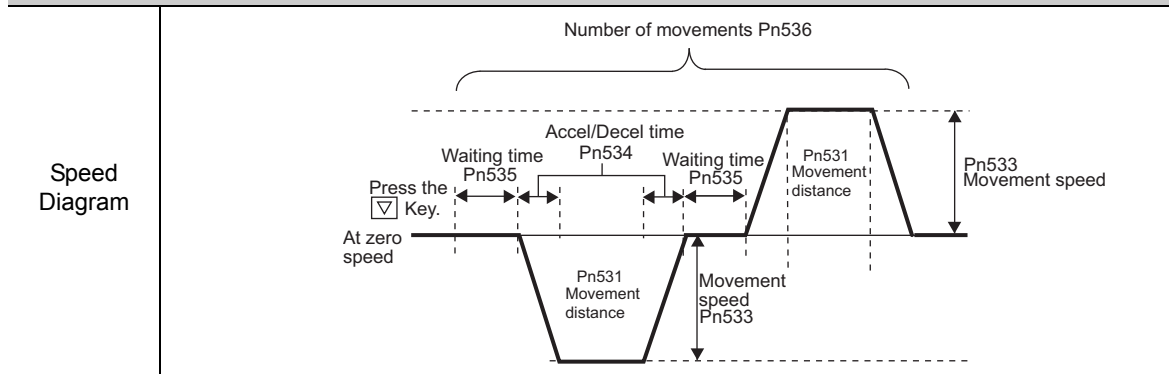 Number of movements Pn536
Accel/Decel time
Pn534
Waiting time
Pn535
Waiting time
Pn535
Pn531
Movement
distance
Pn533
Movement speed
Press the
▽ Key.
Speed
Diagram
At zero
speed
Pn531
Movement
distance
Movement
speed
Pn533